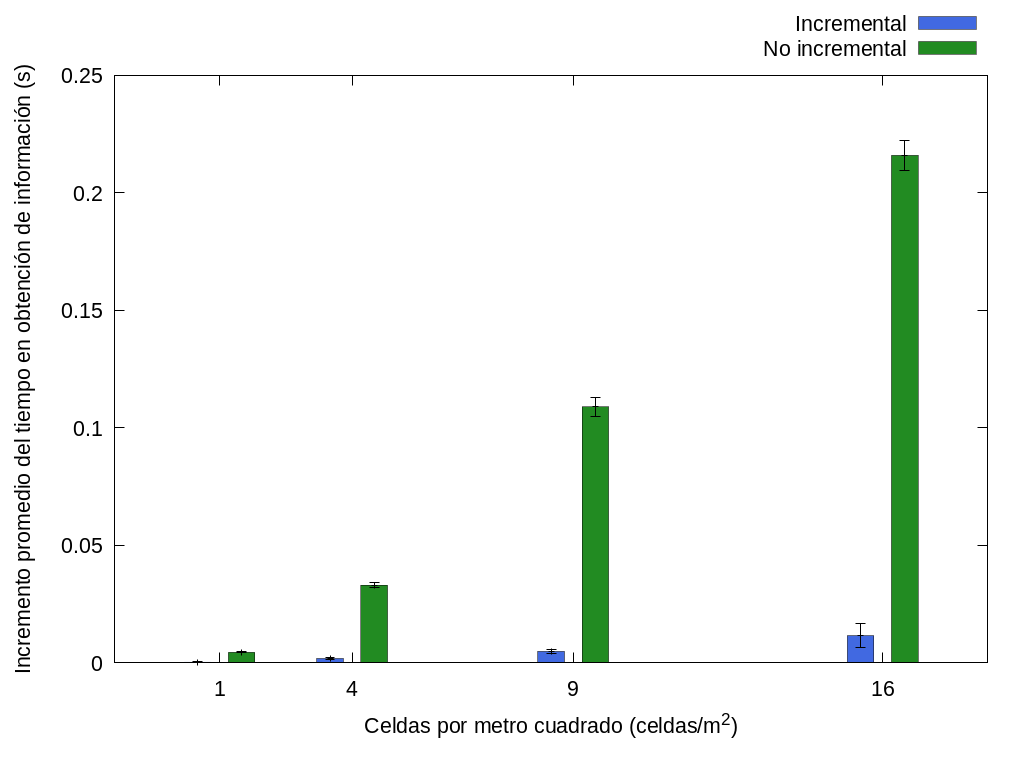 Incremental
No incremental
Incremento promedio del tiempo en obtención de información (s)
0.25
0.2
0.15
0.1
0.05
0
1 4 9 16
Celdas por metro cuadrado (celdas/m²)